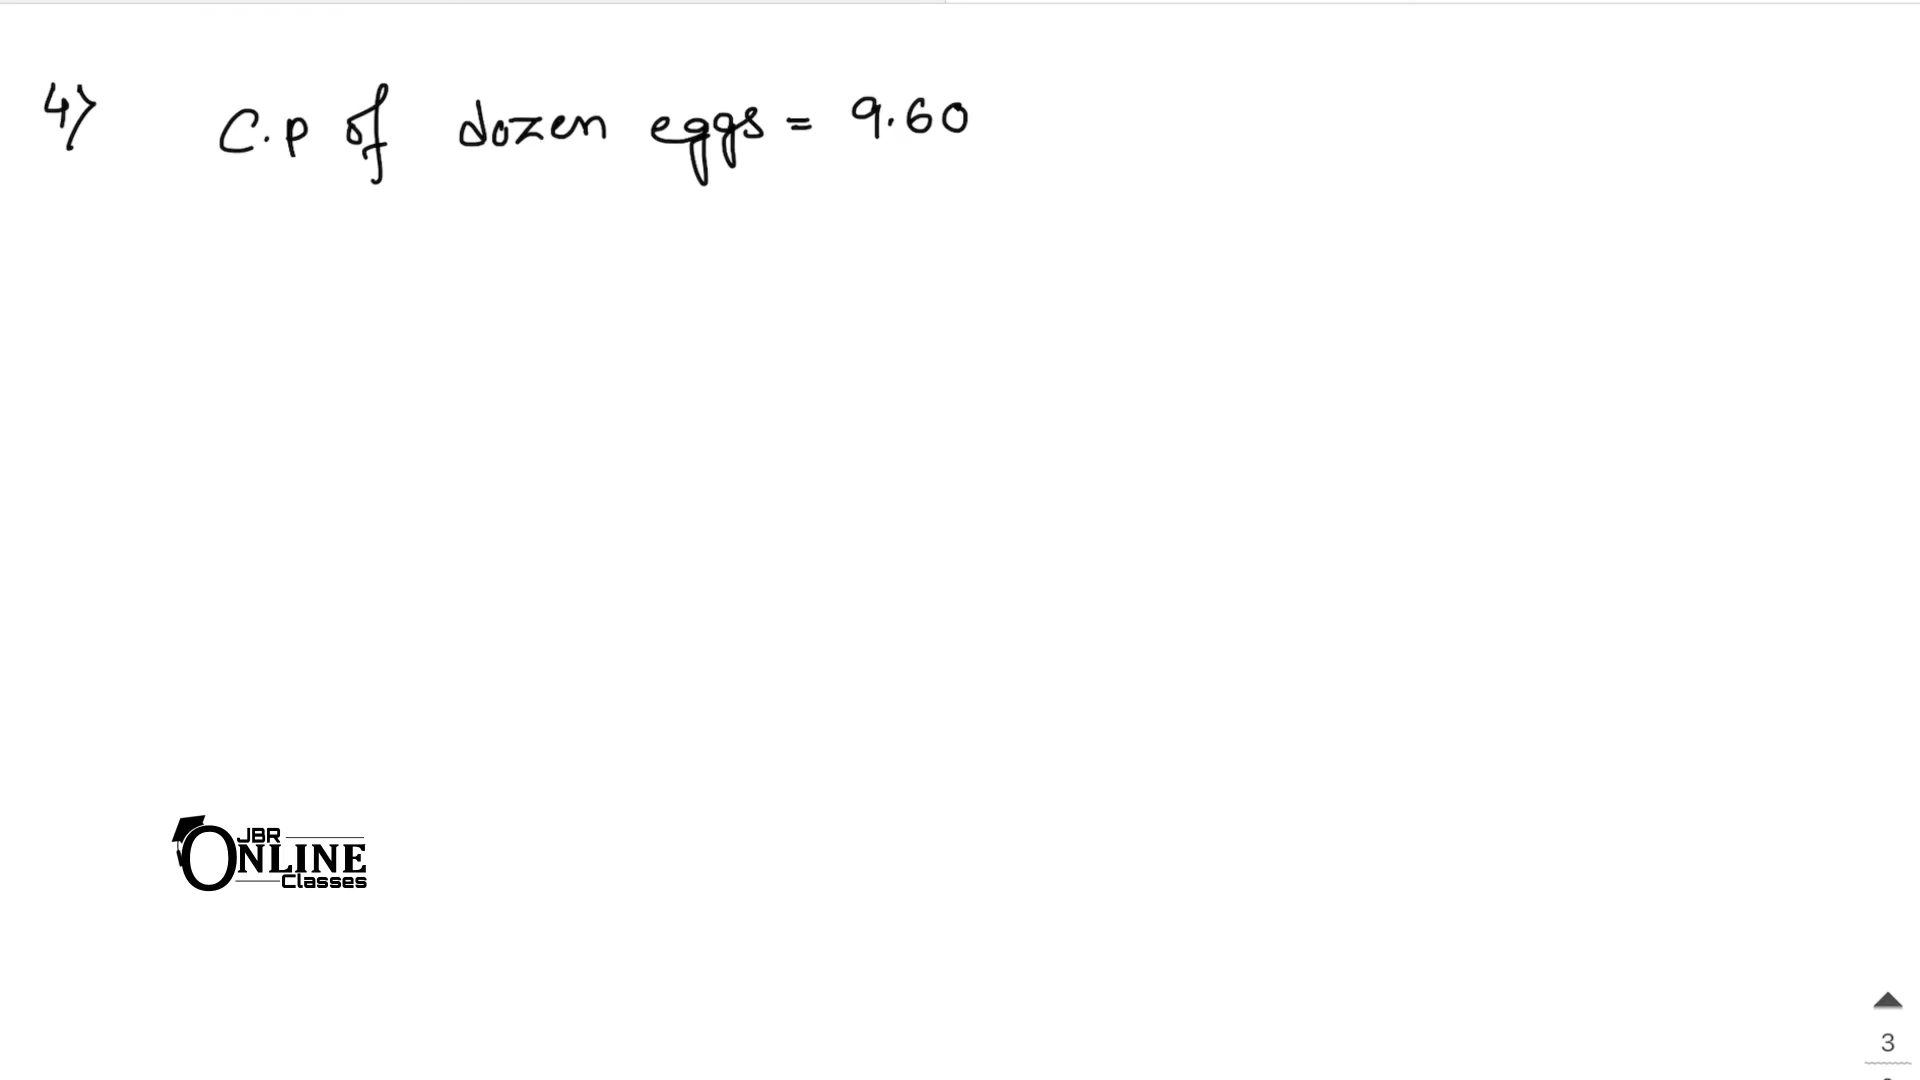 4) C.P of dozen eggs = 9.60
JBR
ONLINE
Classes
3